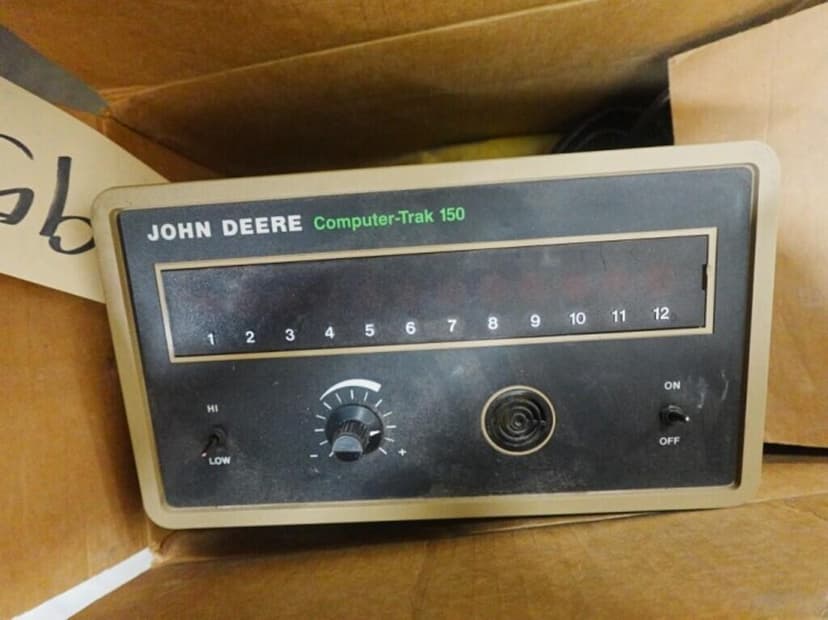 JOHN DEERE Computer-Trak 150
1 2 3 4 5 6 7 8 9 10 11 12
HI
LOW
- +
ON
OFF